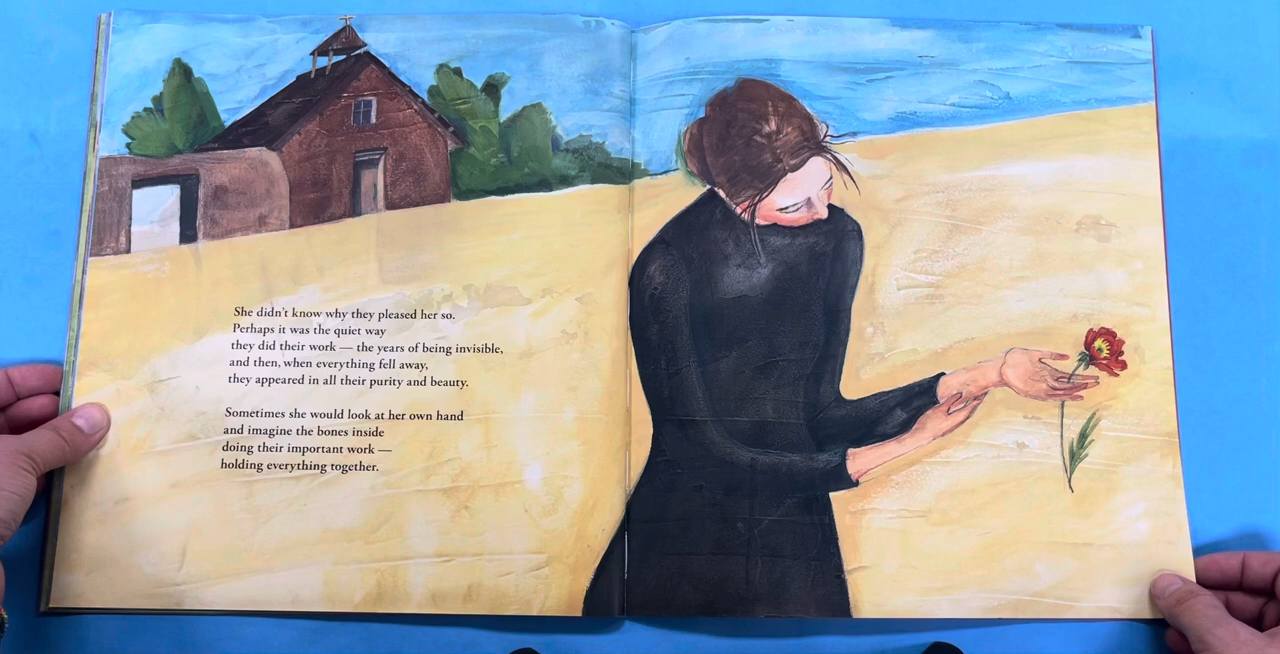 She didn’t know why they pleased her so.
Perhaps it was the quiet way
they did their work — the years of being invisible,
and then, when everything fell away,
they appeared in all their purity and beauty.
Sometimes she would look at her own hand
and imagine the bones inside
doing their important work —
holding everything together.